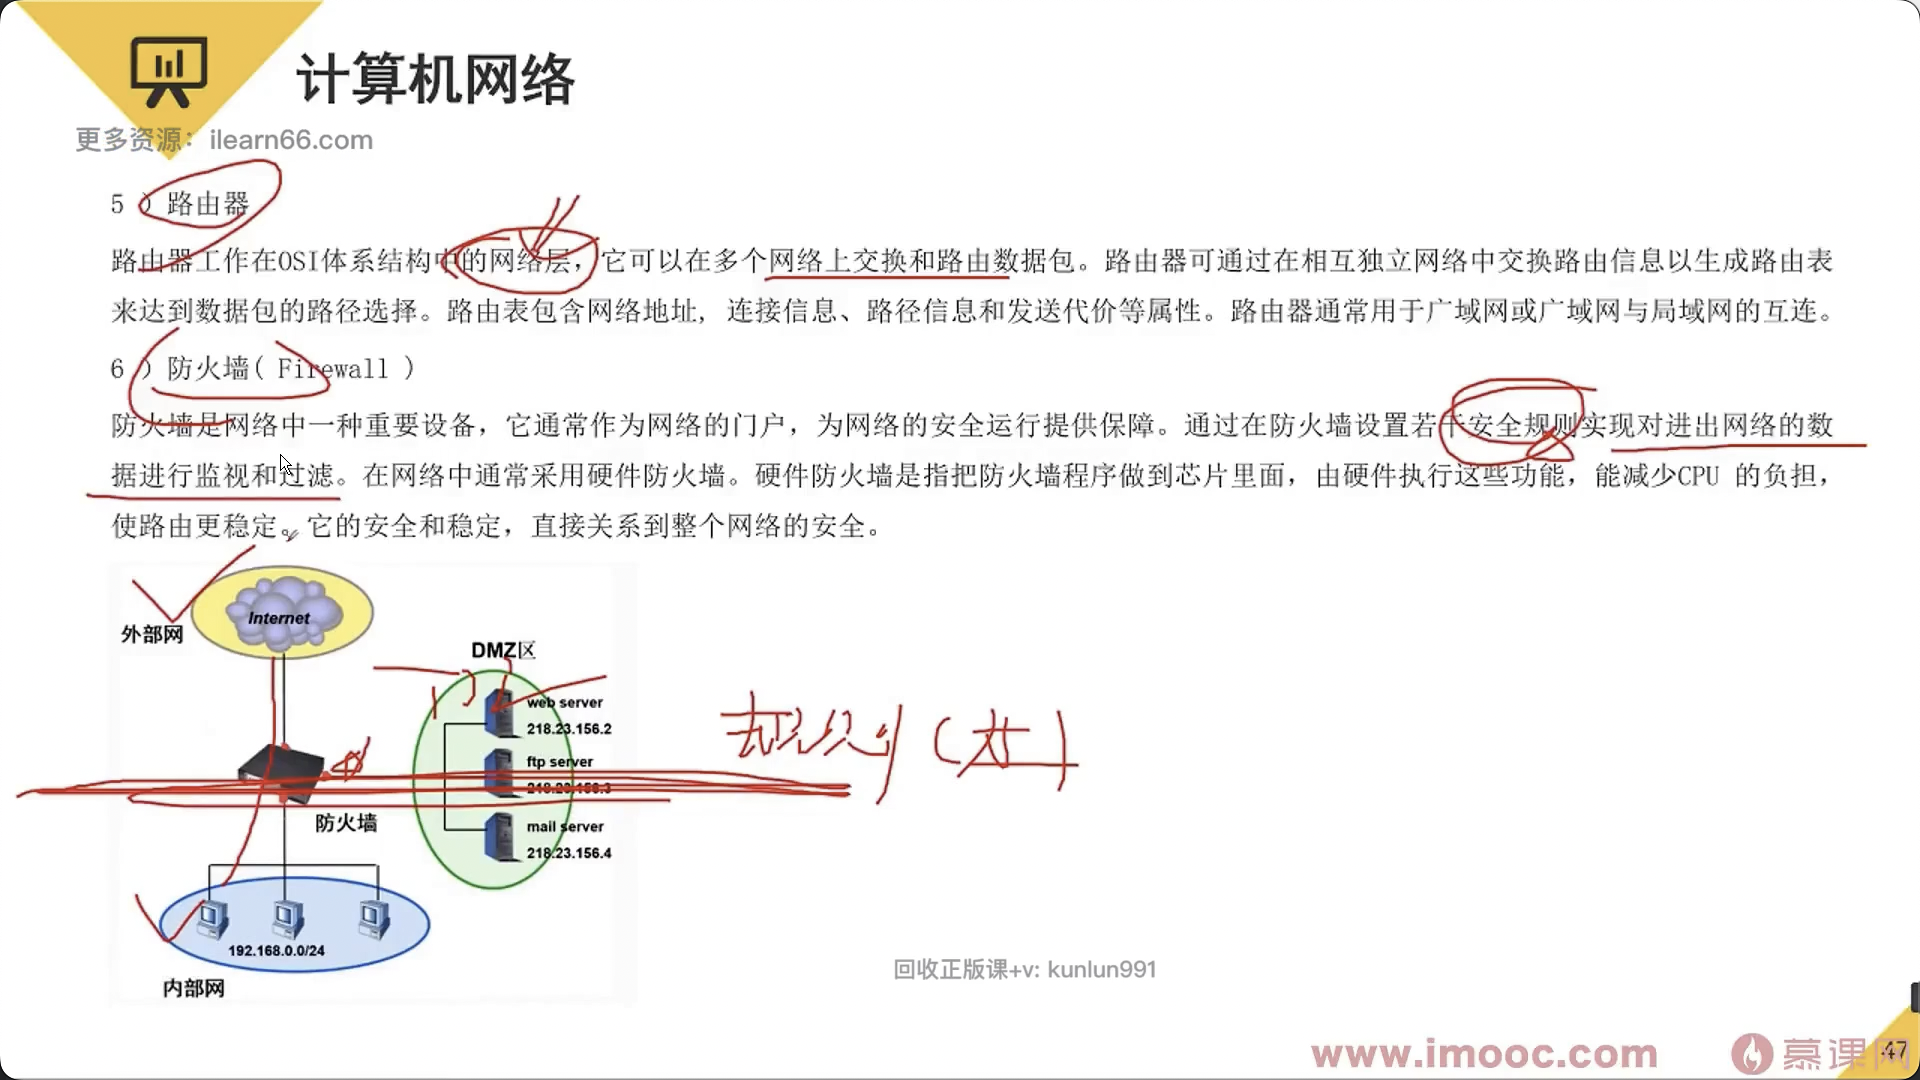 计算机网络
更多资源：ilearn66.com
5 ）路由器
路由器工作在OSI体系结构中的网络层，它可以在多个网络上交换和路由数据包。路由器可通过在相互独立网络中交换路由信息以生成路由表
来达到数据包的路径选择。路由表包含网络地址, 连接信息、路径信息和发送代价等属性。路由器通常用于广域网或广域网与局域网的互连。
6 ）防火墙( Firewall )
防火墙是网络中一种重要设备，它通常作为网络的门户，为网络的安全运行提供保障。通过在防火墙设置若干安全规则实现对进出网络的数
据进行监视和过滤。在网络中通常采用硬件防火墙。硬件防火墙是指把防火墙程序做到芯片里面，由硬件执行这些功能，能减少CPU 的负担，
使路由更稳定。它的安全和稳定，直接关系到整个网络的安全。
Internet
外部网
DMZ区
web server
218.23.156.2
ftp server
218.23.156.3
mail server
218.23.156.4
防火墙
192.168.0.0/24
内部网
回收正版课+v: kunlun991
www.imooc.com
慕课网
47